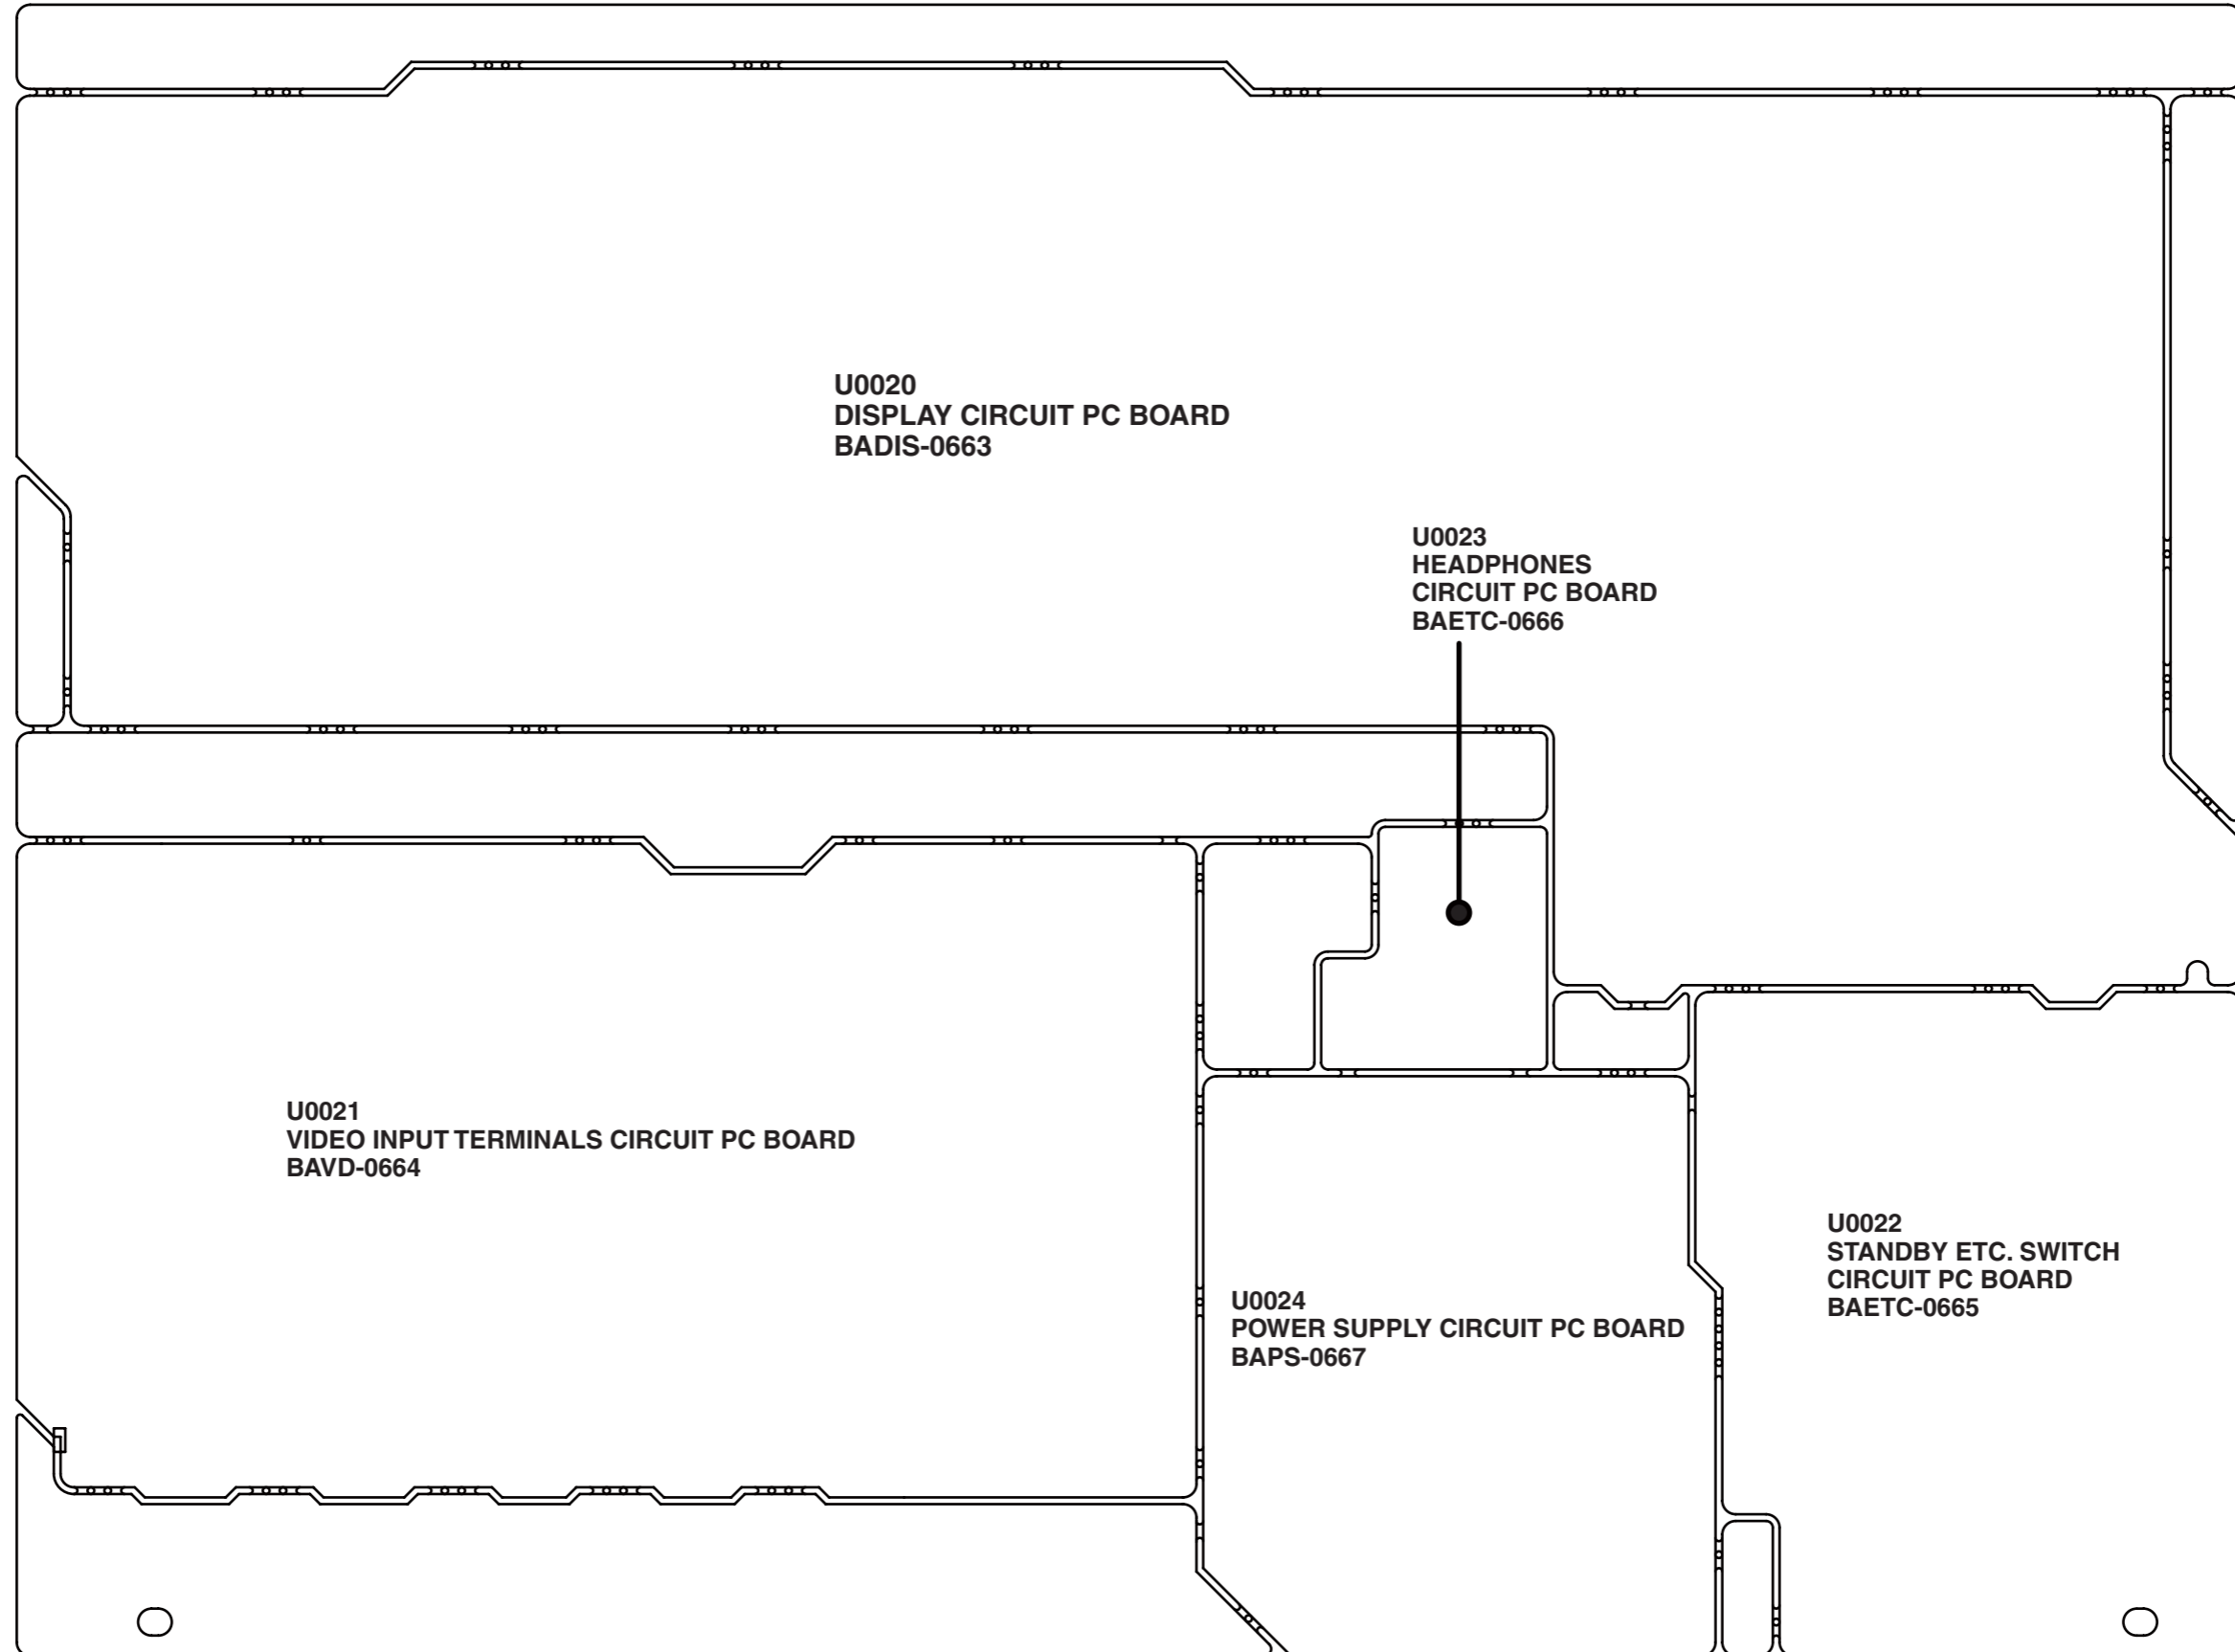 U0020
DISPLAY CIRCUIT PC BOARD
BADIS-0663
U0023
HEADPHONES
CIRCUIT PC BOARD
BAETC-0666
U0021
VIDEO INPUT TERMINALS CIRCUIT PC BOARD
BAVD-0664
U0022
STANDBY ETC. SWITCH
CIRCUIT PC BOARD
BAETC-0665
U0024
POWER SUPPLY CIRCUIT PC BOARD
BAPS-0667